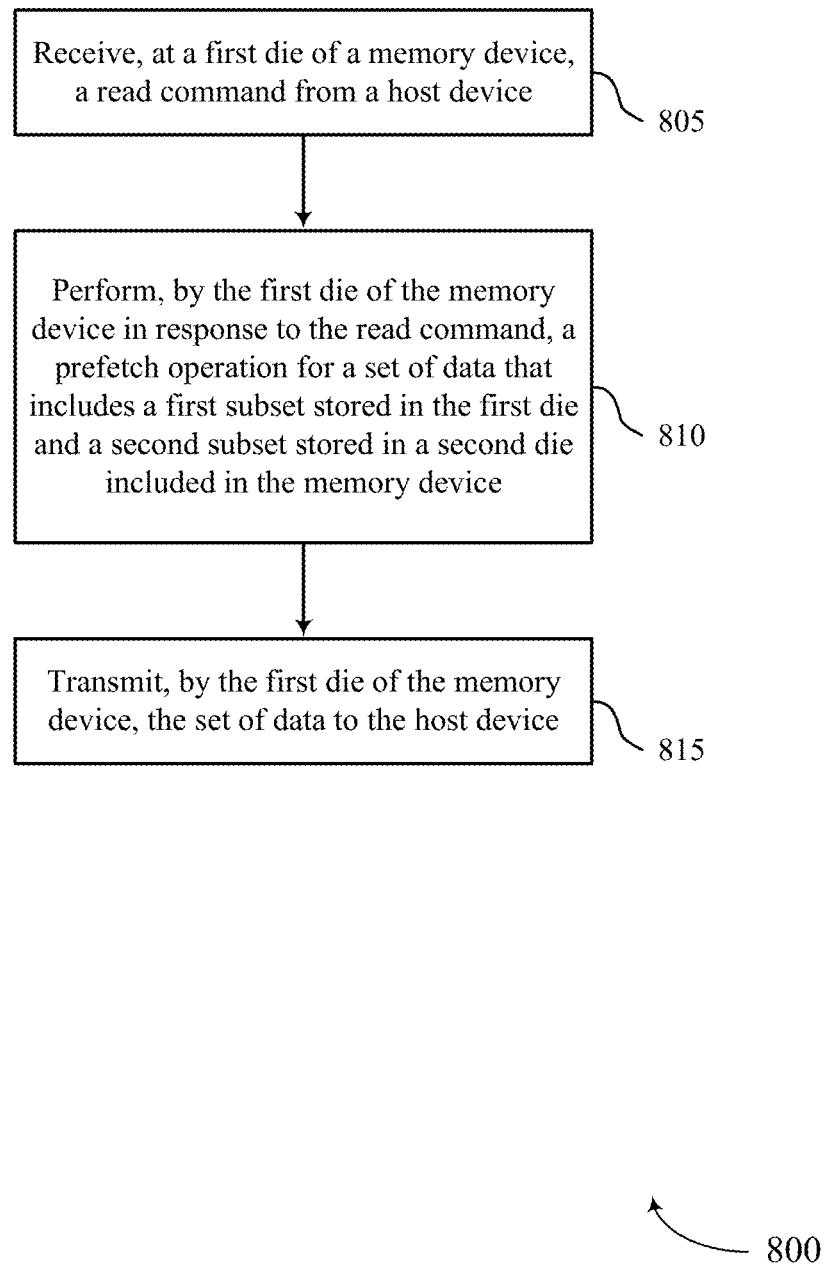 Receive, at a first die of a memory device,
a read command from a host device
805
Perform, by the first die of the memory
device in response to the read command, a
prefetch operation for a set of data that
includes a first subset stored in the first die
and a second subset stored in a second die
included in the memory device
810
Transmit, by the first die of the memory
device, the set of data to the host device
815
800